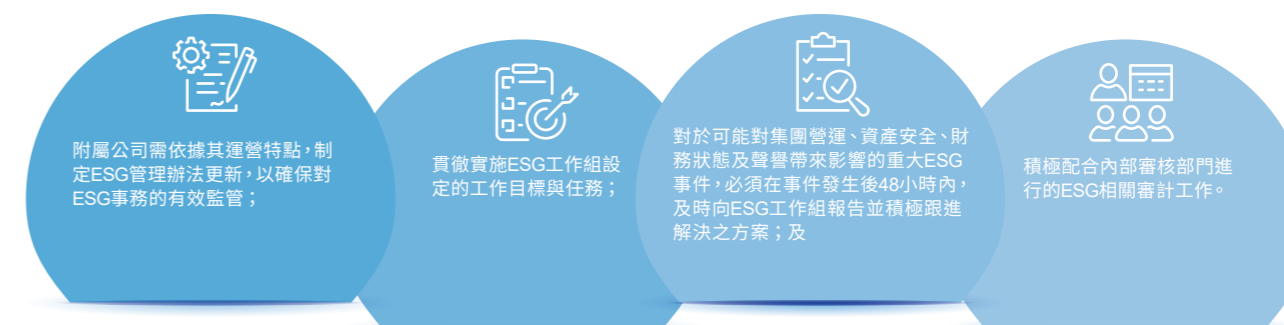 附屬公司需依據其運營特點，制
定ESG管理辦法更新，以確保對
ESG事務的有效監管；
貫徹實施ESG工作組設
定的工作目標與任務；
對於可能對集團營運、資產安全、財
務狀態及聲譽帶來影響的重大ESG
事件，必須在事件發生後48小時內，
及時向ESG工作組報告並積極跟進
解決之方案；及
積極配合內部審核部門進
行的ESG相關審計工作。